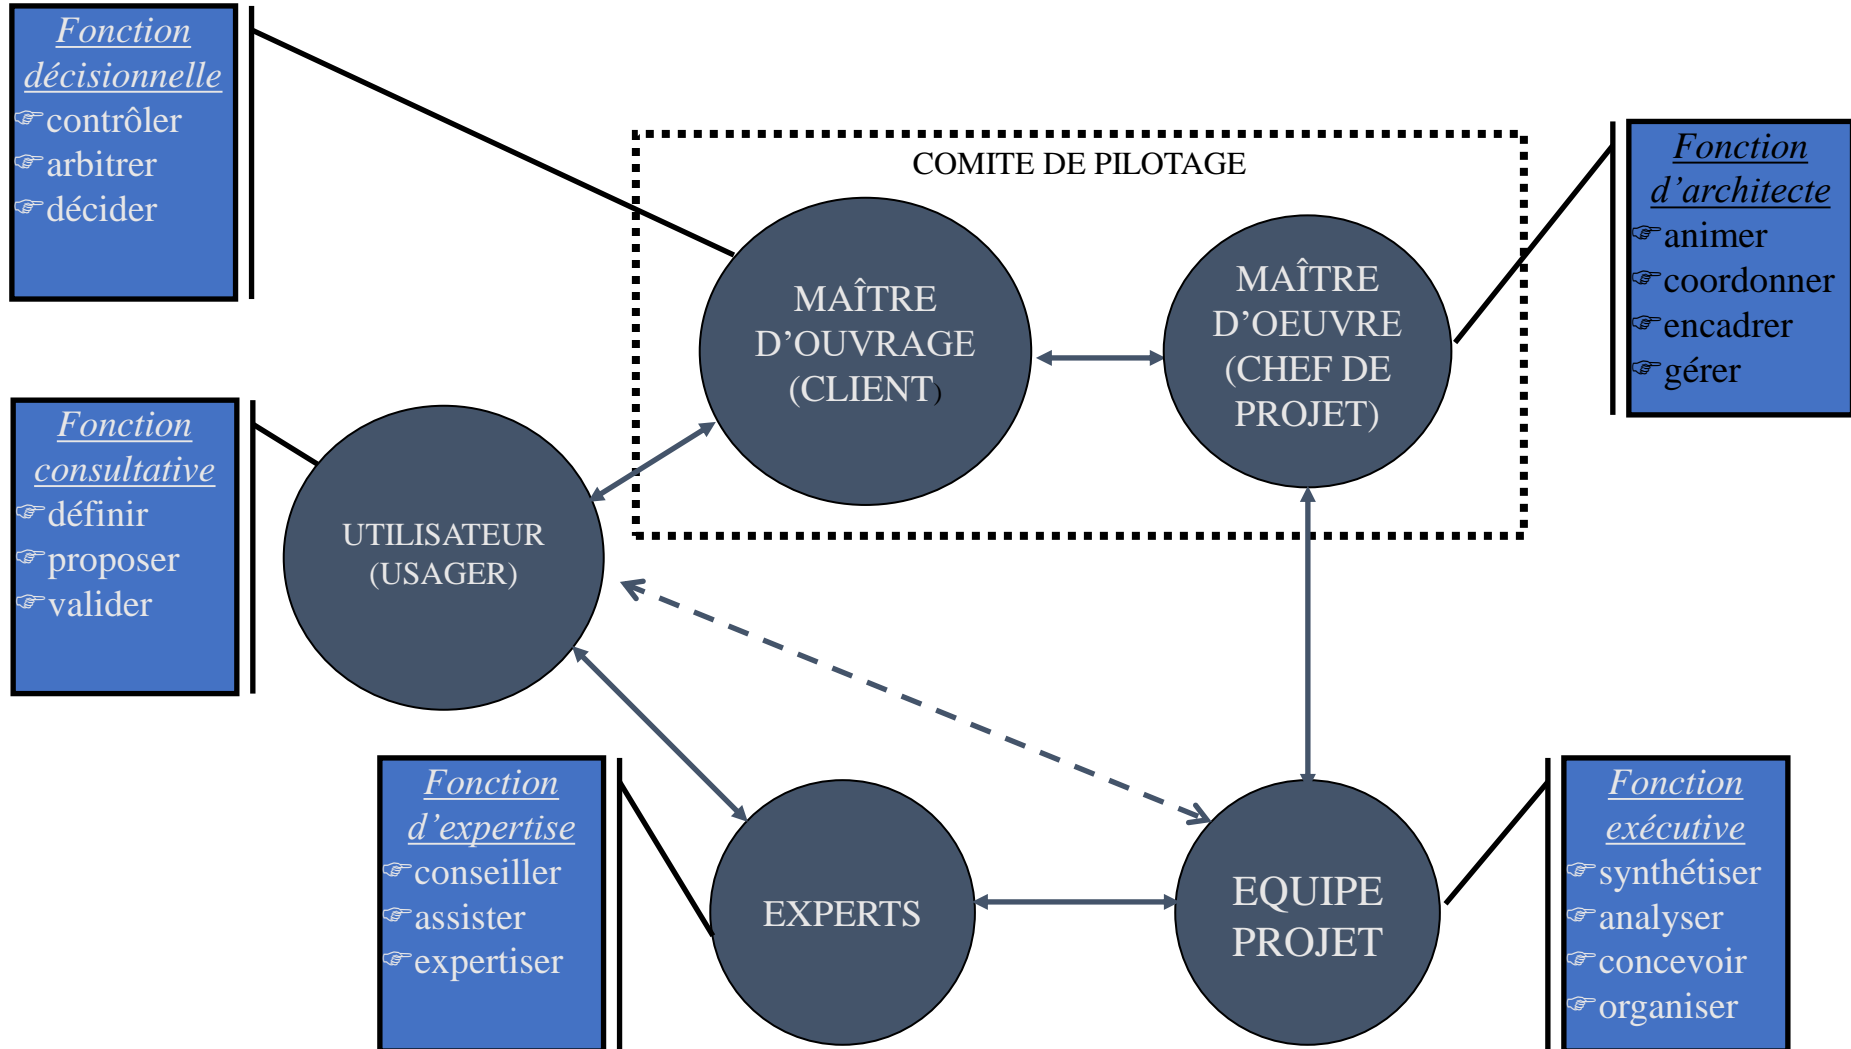 Fonction
décisionnelle
☞contrôler
☞arbitrer
☞décider
COMITE DE PILOTAGE
MAÎTRE
D’OUVRAGE
(CLIENT)
MAÎTRE
D’OEUVRE
(CHEF DE
PROJET)
Fonction
d’architecte
☞animer
☞coordonner
☞encadrer
☞gérer
Fonction
consultative
☞définir
☞proposer
☞valider
UTILISATEUR
(USAGER)
Fonction
d’expertise
☞conseiller
☞assister
☞expertiser
EXPERTS
EQUIPE
PROJET
Fonction
exécutive
☞synthétiser
☞analyser
☞concevoir
☞organiser